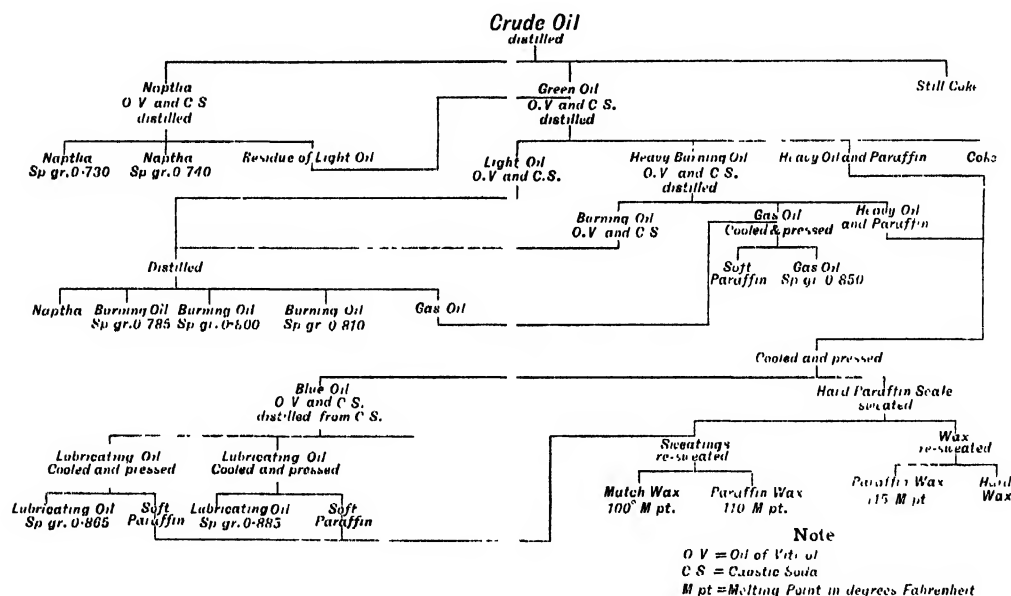 Crude Oil
distilled
Naptha
O.V and C S
distilled
Green Oil
O.V and C.S.
distilled
Still Coke
Naptha
Sp gr. 0·730
Naptha
Sp gr. 0 740
Residue of Light Oil
Light Oil
O.V and C.S.
Heavy Burning Oil
O.V and C S.
distilled
Heavy Oil and Paraffin
Coke
Burning Oil
O.V and C S
Gas Oil
Cooled & pressed
Heavy Oil
and Paraffin
Soft
Paraffin
Gas Oil
Sp gr. 0 850
Distilled
Naptha
Burning Oil
Sp gr. 0 785
Burning Oil
Sp gr. 0·800
Burning Oil
Sp gr. 0 810
Gas Oil
Cooled and pressed
Blue Oil
O.V and C S.
distilled from C S.
Hard Paraffin Scale
sweated
Lubricating Oil
Cooled and pressed
Lubricating Oil
Cooled and pressed
Sweatings
re-sweated
Wax
re-sweated
Lubricating Oil
Sp gr. 0·865
Soft
Paraffin
Lubricating Oil
Sp gr. 0·885
Soft
Paraffin
Match Wax
100° M pt.
Paraffin Wax
110 M pt.
Paraffin Wax
115 M pt
Hard
Wax
Note
O V = Oil of Vitriol
C S = Caustic Soda
M pt = Melting Point in degrees Fahrenheit